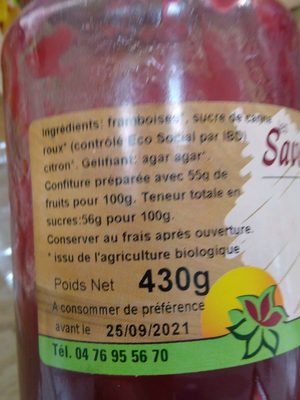 Ingrédients: framboises*, sucre de canne
roux* (contrôlé Eco Social par IBD),
citron*. Gélifiant: agar agar*.
Confiture préparée avec 55g de
fruits pour 100g. Teneur totale en
sucres:56g pour 100g.
Conserver au frais après ouverture.
* issu de l'agriculture biologique
Poids Net 430g
A consommer de préférence
avant le 25/09/2021
Tél. 04 76 95 56 70